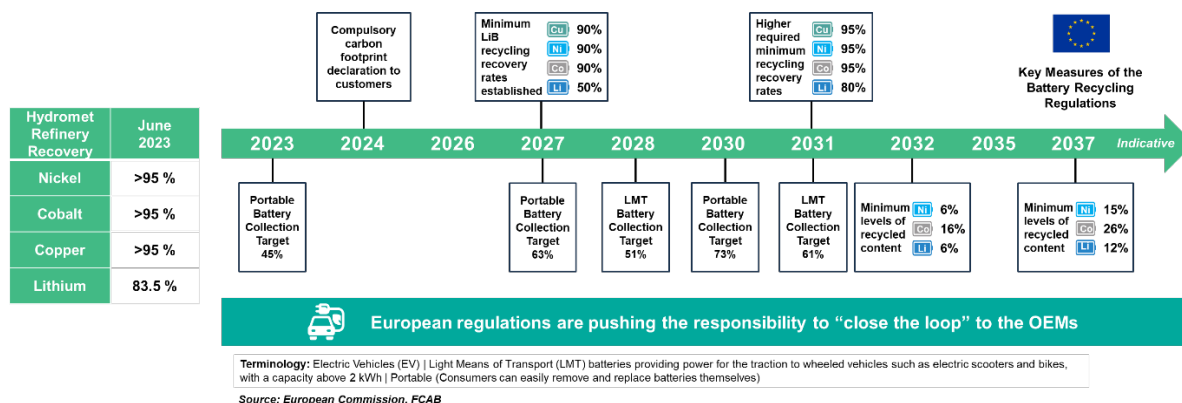 Compulsory
carbon
footprint
declaration to
customers
Minimum
LiB
recycling
recovery
rates
established
Cu 90%
Ni 90%
Co 90%
Li 50%
Higher
required
minimum
recycling
recovery
rates
Cu 95%
Ni 95%
Co 95%
Li 80%
Key Measures of the
Battery Recycling
Regulations
Hydromet
Refinery
Recovery
June
2023
Nickel >95 %
Cobalt >95 %
Copper >95 %
Lithium 83.5 %
2023 2024 2026 2027 2028 2030 2031 2032 2035 2037 Indicative
Portable
Battery
Collection
Target
45%
Portable
Battery
Collection
Target
63%
LMT
Battery
Collection
Target
51%
Portable
Battery
Collection
Target
73%
LMT
Battery
Collection
Target
61%
Minimum
levels of
recycled
content
Ni 6%
Co 16%
Li 6%
Minimum
levels of
recycled
content
Ni 15%
Co 26%
Li 12%
European regulations are pushing the responsibility to “close the loop” to the OEMs
Terminology: Electric Vehicles (EV) | Light Means of Transport (LMT) batteries providing power for the traction to wheeled vehicles such as electric scooters and bikes,
with a capacity above 2 kWh | Portable (Consumers can easily remove and replace batteries themselves)
Source: European Commission, FCAB